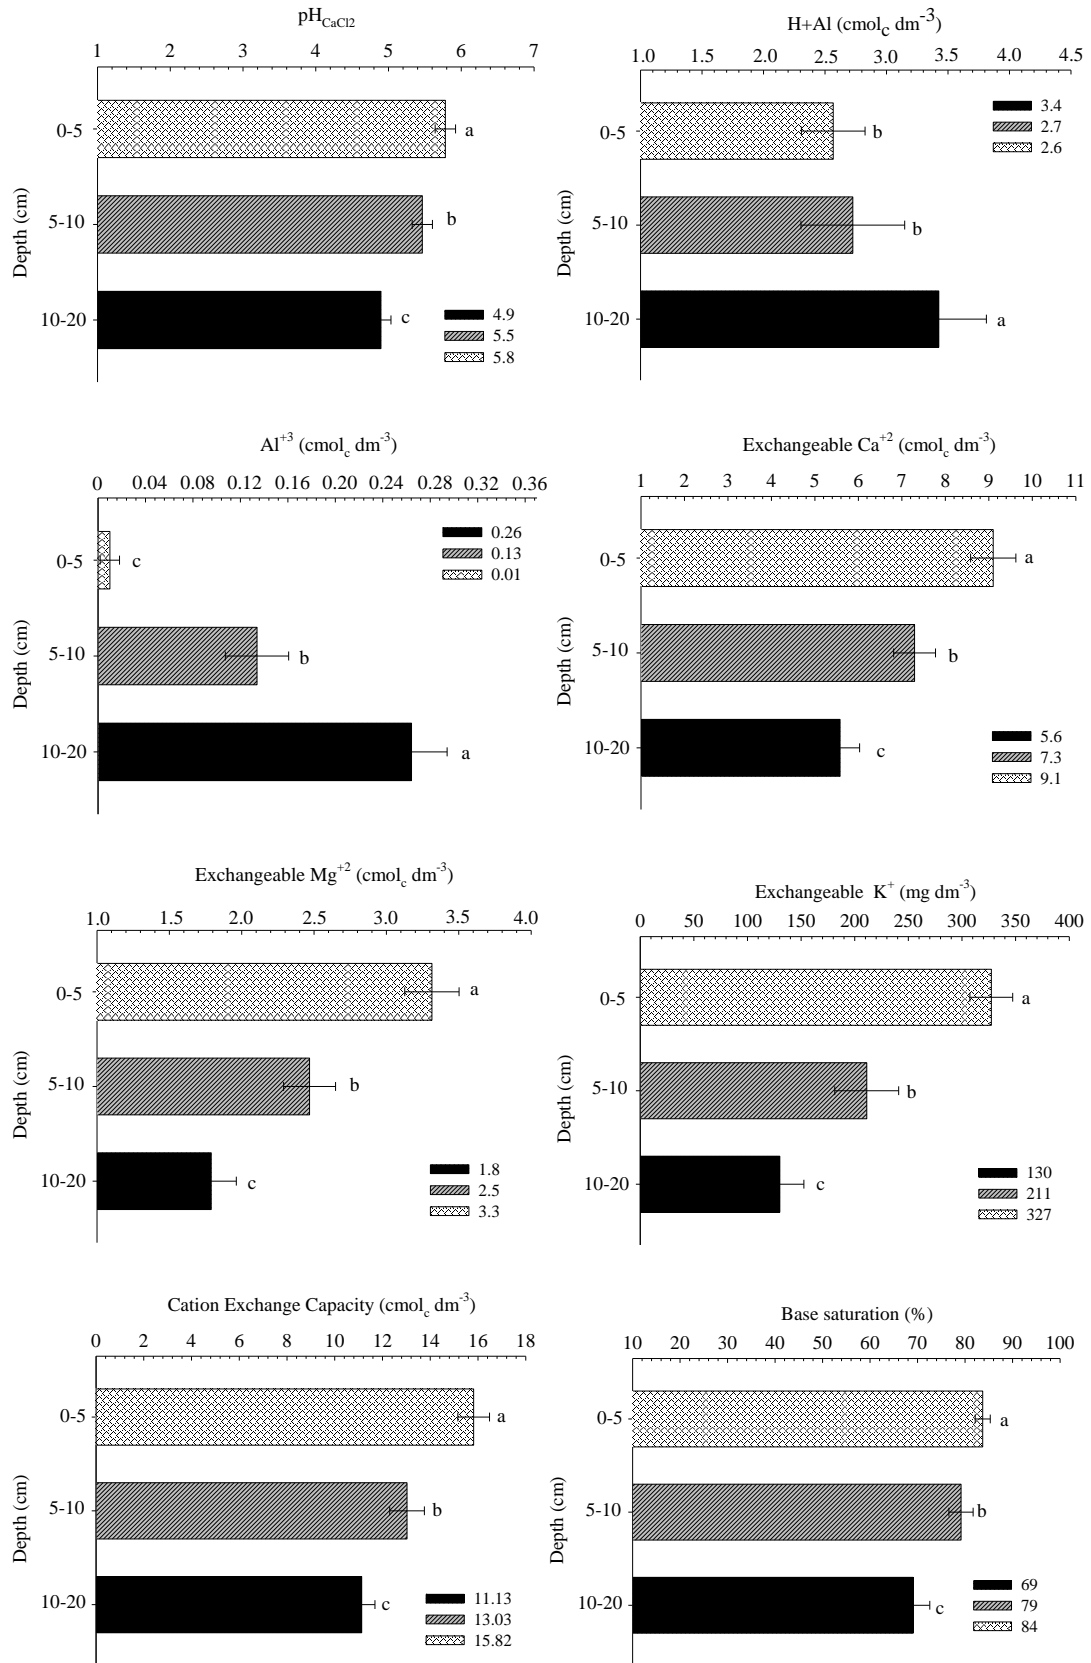 pHCaCl2
1 2 3 4 5 6 7
Depth (cm)
0-5 a
5-10 b
10-20 c
4.9
5.5
5.8
H+Al (cmolc dm-3)
1.0 1.5 2.0 2.5 3.0 3.5 4.0 4.5
Depth (cm)
3.4
2.7
2.6
0-5 b
5-10 b
10-20 a
Al+3 (cmolc dm-3)
0 0.04 0.08 0.12 0.16 0.20 0.24 0.28 0.32 0.36
Depth (cm)
0.26
0.13
0.01
0-5 c
5-10 b
10-20 a
Exchangeable Ca+2 (cmolc dm-3)
1 2 3 4 5 6 7 8 9 10 11
Depth (cm)
0-5 a
5-10 b
10-20 c
5.6
7.3
9.1
Exchangeable Mg+2 (cmolc dm-3)
1.0 1.5 2.0 2.5 3.0 3.5 4.0
Depth (cm)
0-5 a
5-10 b
10-20 c
1.8
2.5
3.3
Exchangeable K+ (mg dm-3)
0 50 100 150 200 250 300 350 400
Depth (cm)
0-5 a
5-10 b
10-20 c
130
211
327
Cation Exchange Capacity (cmolc dm-3)
0 2 4 6 8 10 12 14 16 18
Depth (cm)
0-5 a
5-10 b
10-20 c
11.13
13.03
15.82
Base saturation (%)
10 20 30 40 50 60 70 80 90 100
Depth (cm)
0-5 a
5-10 b
10-20 c
69
79
84